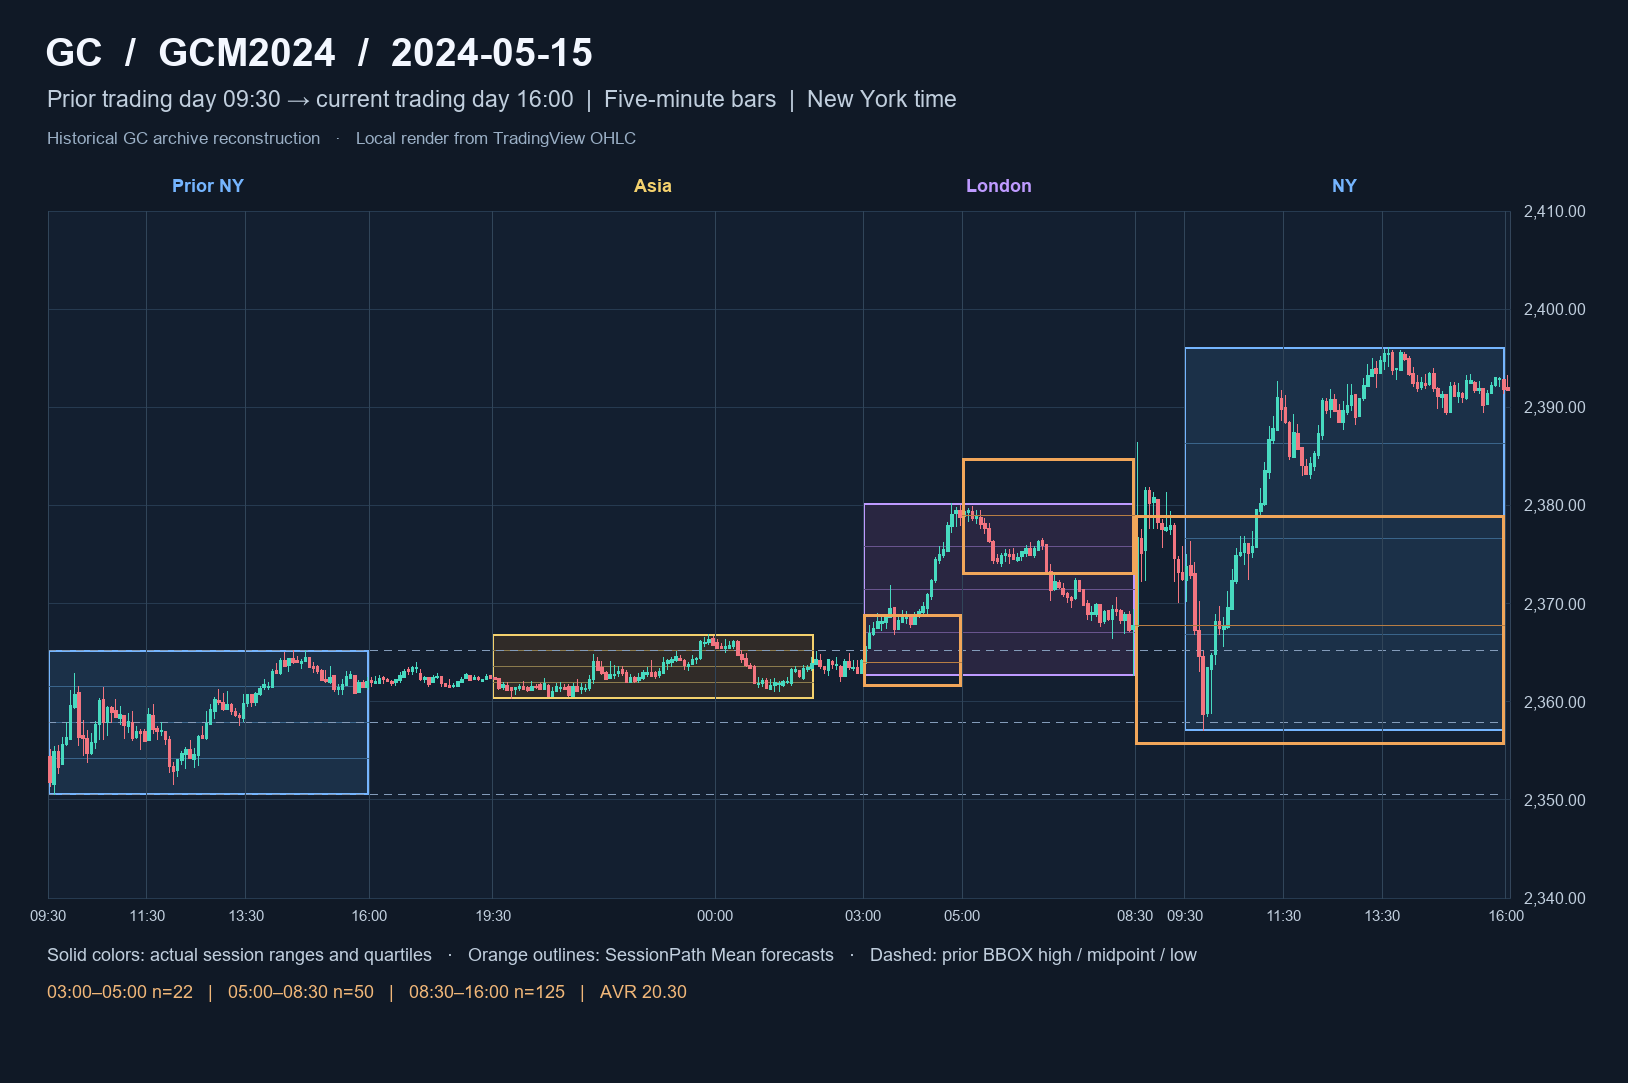 GC / GCM2024 / 2024-05-15
Prior trading day 09:30 → current trading day 16:00 | Five-minute bars | New York time
Historical GC archive reconstruction · Local render from TradingView OHLC
Prior NY Asia London NY
2,410.00
2,400.00
2,390.00
2,380.00
2,370.00
2,360.00
2,350.00
2,340.00
09:30 11:30 13:30 16:00 19:30 00:00 03:00 05:00 08:30 09:30 11:30 13:30 16:00
Solid colors: actual session ranges and quartiles · Orange outlines: SessionPath Mean forecasts · Dashed: prior BBOX high / midpoint / low
03:00–05:00 n=22 | 05:00–08:30 n=50 | 08:30–16:00 n=125 | AVR 20.30